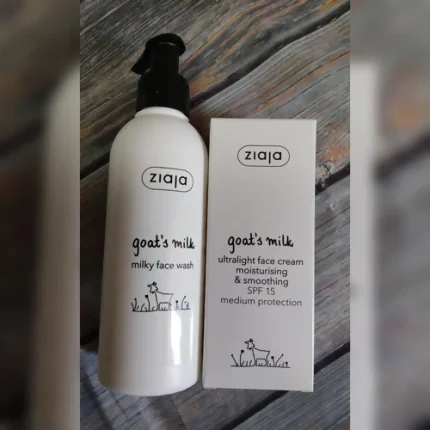 ziaja
goat's milk
milky face wash
ziaja
goat's milk
ultralight face cream
moisturising
& smoothing
SPF 15
medium protection